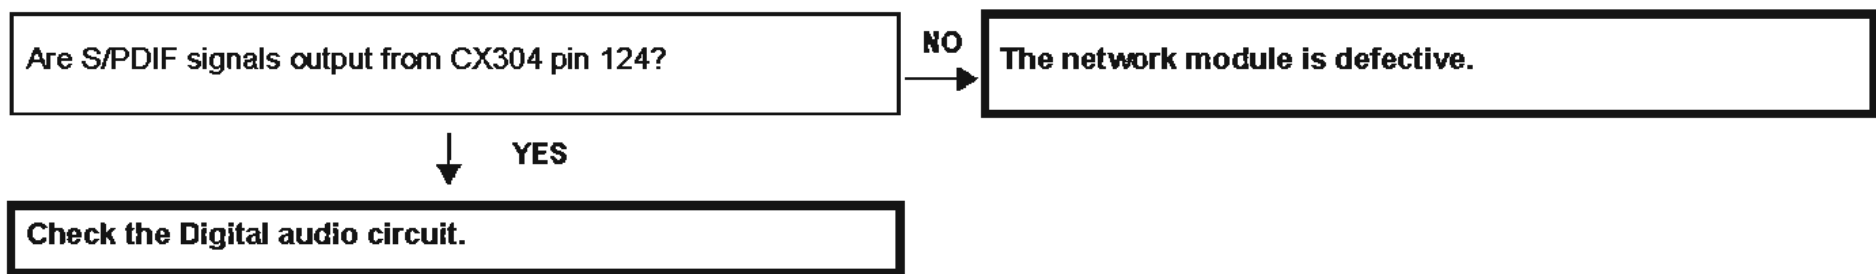 Are S/PDIF signals output from CX304 pin 124?
NO
The network module is defective.
YES
Check the Digital audio circuit.